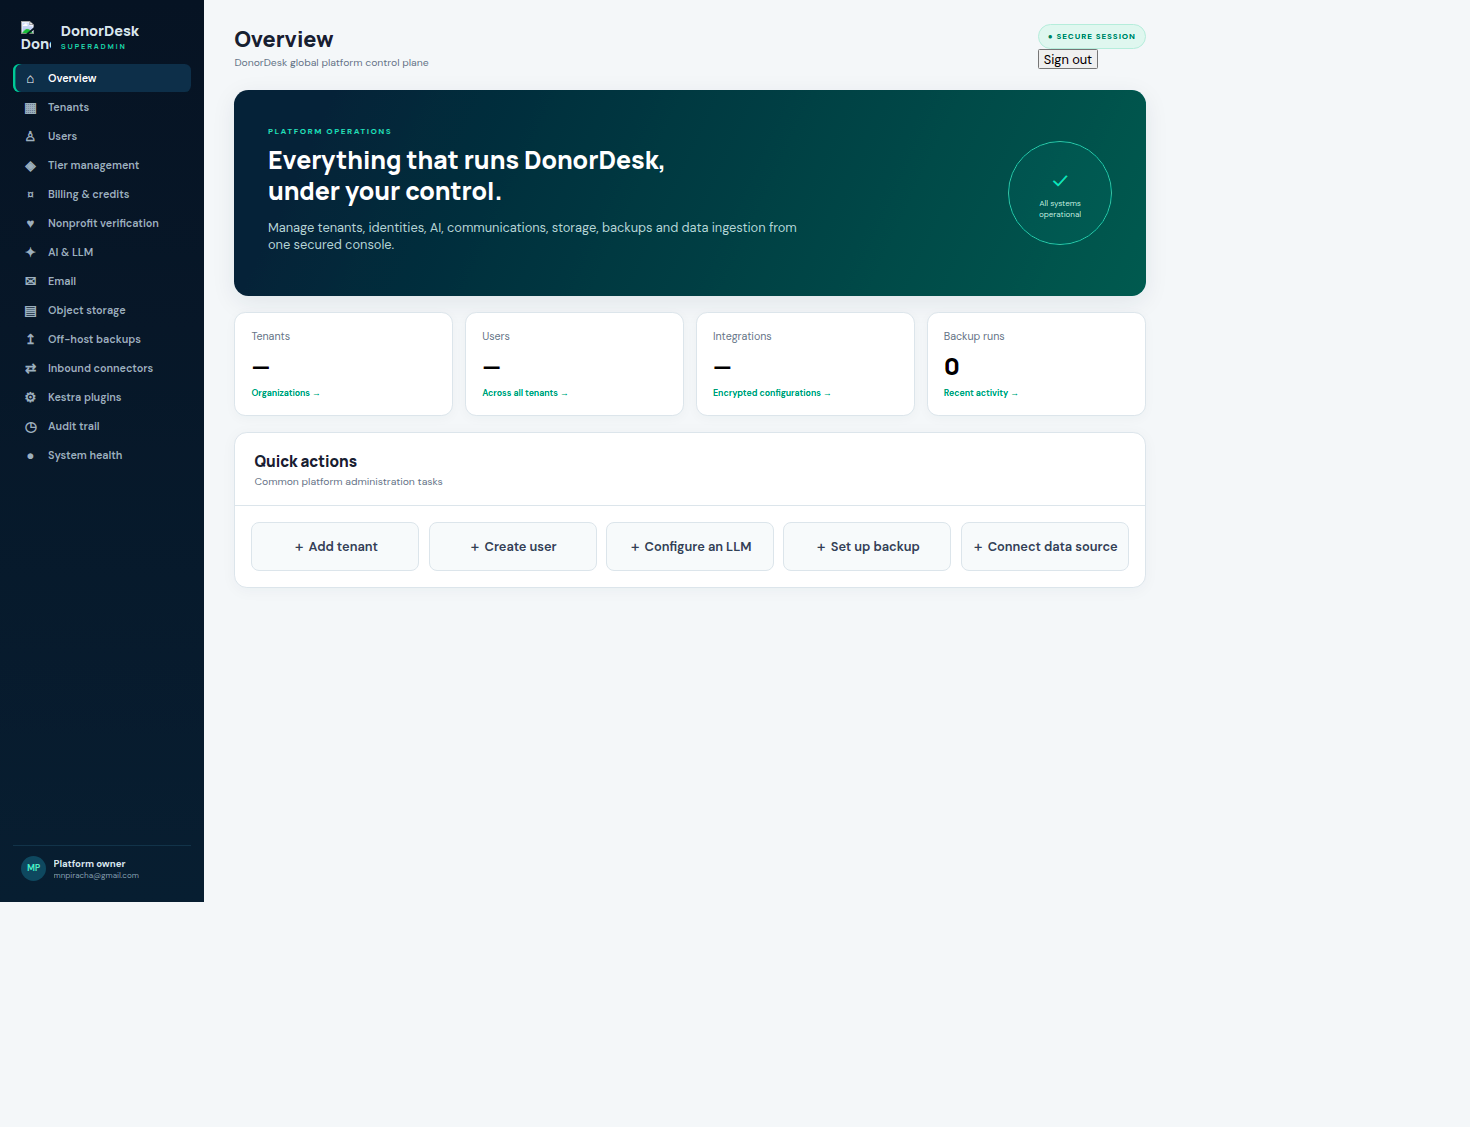 Dono
DonorDesk
SUPERADMIN
Overview
Tenants
Users
Tier management
Billing & credits
Nonprofit verification
AI & LLM
Email
Object storage
Off-host backups
Inbound connectors
Kestra plugins
Audit trail
System health
MP
Platform owner
mnpiracha@gmail.com
Overview
DonorDesk global platform control plane
● SECURE SESSION
Sign out
PLATFORM OPERATIONS
Everything that runs DonorDesk,
under your control.
Manage tenants, identities, AI, communications, storage, backups and data ingestion from
one secured console.
✓
All systems
operational
Tenants
—
Organizations →
Users
—
Across all tenants →
Integrations
—
Encrypted configurations →
Backup runs
0
Recent activity →
Quick actions
Common platform administration tasks
+ Add tenant
+ Create user
+ Configure an LLM
+ Set up backup
+ Connect data source